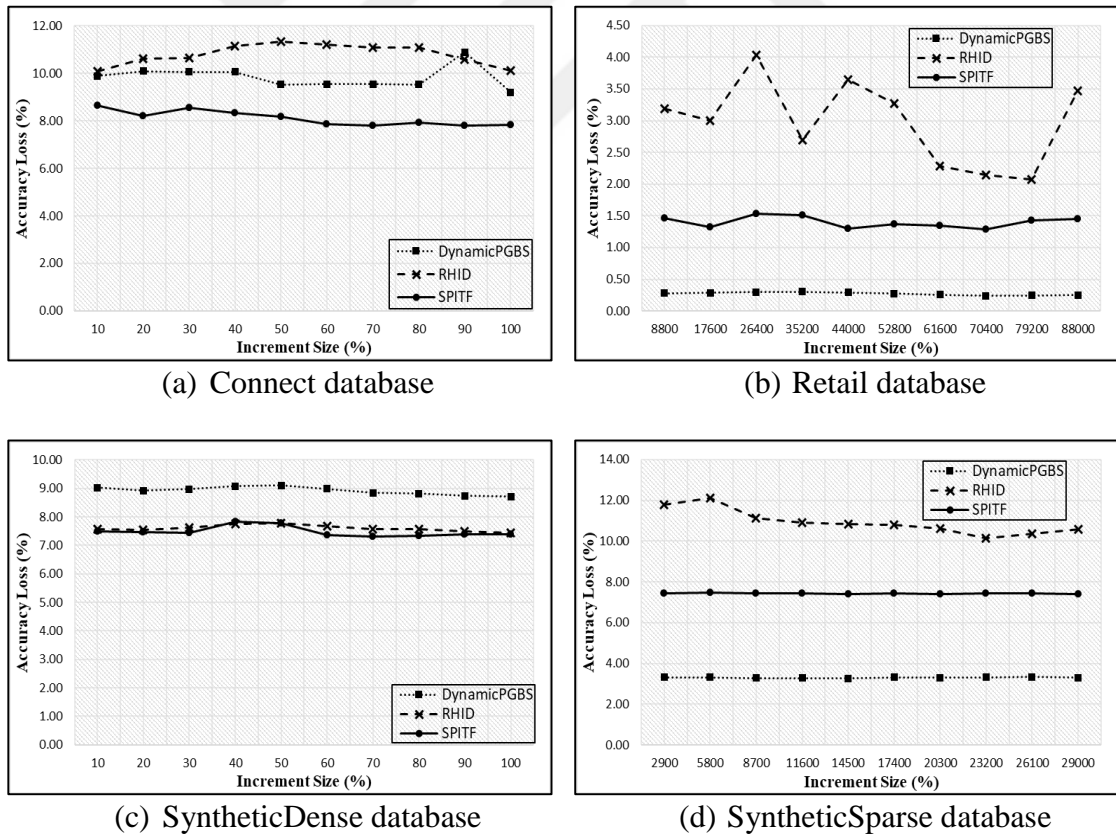 12.00
10.00
8.00
6.00
4.00
2.00
0.00
Accuracy Loss (%)
DynamicPGBS
RHID
SPITF
10 20 30 40 50 60 70 80 90 100
Increment Size (%)
(a) Connect database
4.50
4.00
3.50
3.00
2.50
2.00
1.50
1.00
0.50
0.00
Accuracy Loss (%)
DynamicPGBS
RHID
SPITF
8800 17600 26400 35200 44000 52800 61600 70400 79200 88000
Increment Size (%)
(b) Retail database
10.00
9.00
8.00
7.00
6.00
5.00
4.00
3.00
2.00
1.00
0.00
Accuracy Loss (%)
DynamicPGBS
RHID
SPITF
10 20 30 40 50 60 70 80 90 100
Increment Size (%)
(c) SyntheticDense database
14.00
12.00
10.00
8.00
6.00
4.00
2.00
0.00
Accuracy Loss (%)
DynamicPGBS
RHID
SPITF
2900 5800 8700 11600 14500 17400 20300 23200 26100 29000
Increment Size (%)
(d) SyntheticSparse database